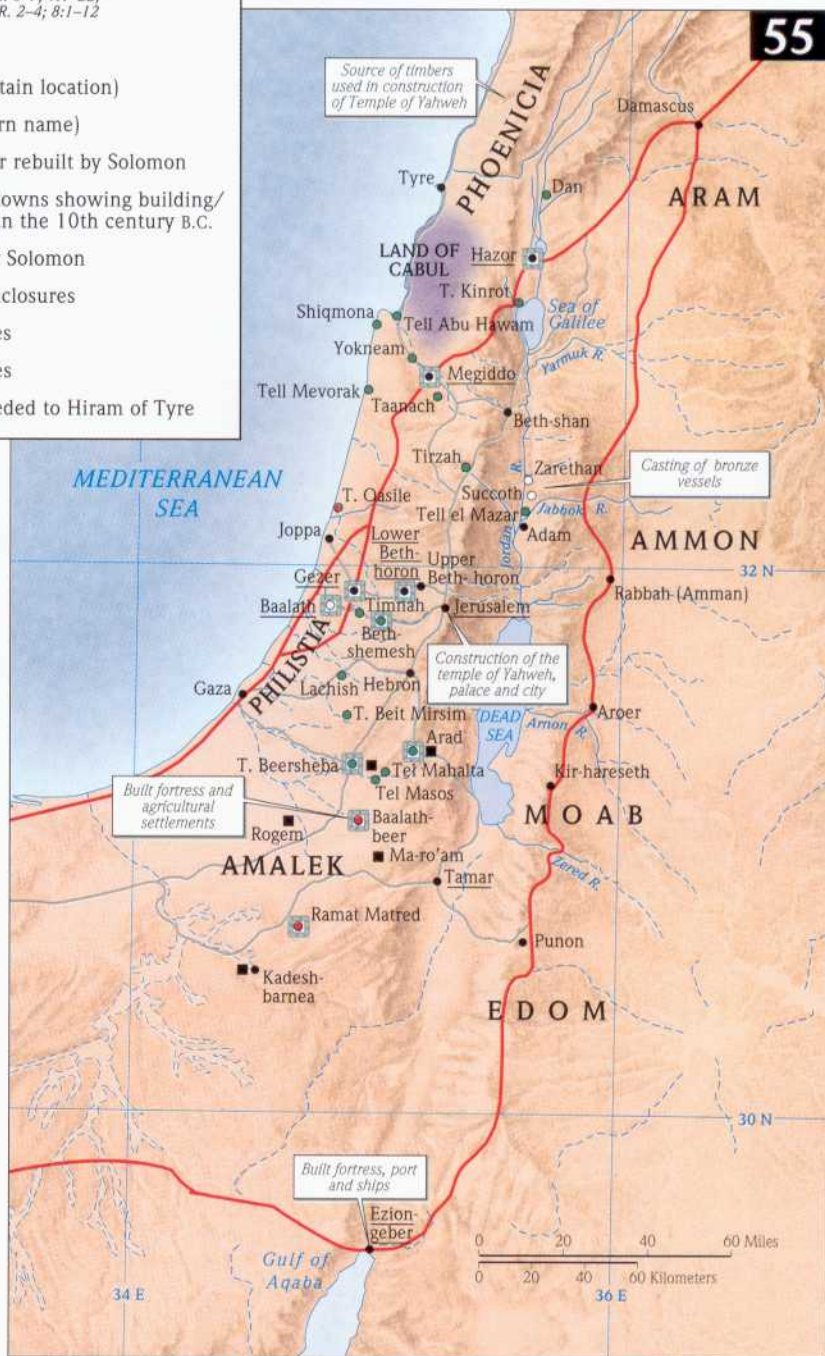 R. 2–4; 8:1–12
tain location)
rn name)
r rebuilt by Solomon
owns showing building/
in the 10th century B.C.
Solomon
closures
es
es
eded to Hiram of Tyre
55
Source of timbers
used in construction
of Temple of Yahweh
PHOENICIA
Damascus
Tyre
Dan
ARAM
LAND OF
CABUL
Hazor
T. Kinrot
Shiqmona
Tell Abu Hawam
Sea of
Galilee
Yokneam
Yarmuk R.
Megiddo
Tell Mevorak
Taanach
Beth-shan
Tirzah
Zarethan
Casting of bronze
vessels
MEDITERRANEAN
SEA
Succoth
T. Qasile
Tell el Mazar
Jabbok R.
Jordan R.
Adam
Joppa
Lower
Beth-
horon
Upper
Beth-horon
AMMON
32 N
Gezer
Rabbah-(Amman)
Baalath
Timnah
Jerusalem
Beth-
shemesh
PHILISTIA
Construction of the
temple of Yahweh,
palace and city
Gaza
Lachish
Hebron
T. Beit Mirsim
DEAD
SEA
Arnon R.
Aroer
Arad
T. Beersheba
Tel Mahalta
Tel Masos
Kir-hareseth
Built fortress and
agricultural
settlements
Baalath-
beer
MOAB
Rogem
Ma-ro'am
AMALEK
Zered R.
Tamar
Ramat Matred
Punon
Kadesh-
barnea
EDOM
30 N
Built fortress, port
and ships
Ezion-
geber
Gulf of
Aqaba
0 20 40 60 Miles
0 20 40 60 Kilometers
34 E
36 E